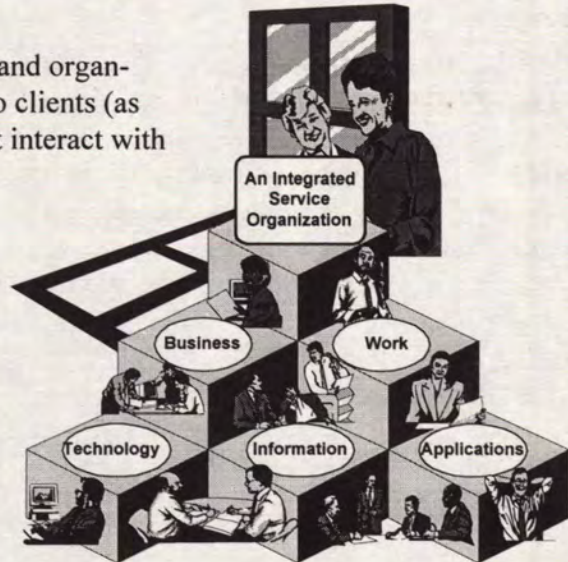 and organ-
o clients (as
t interact with
An Integrated
Service
Organization
Business
Work
Technology
Information
Applications